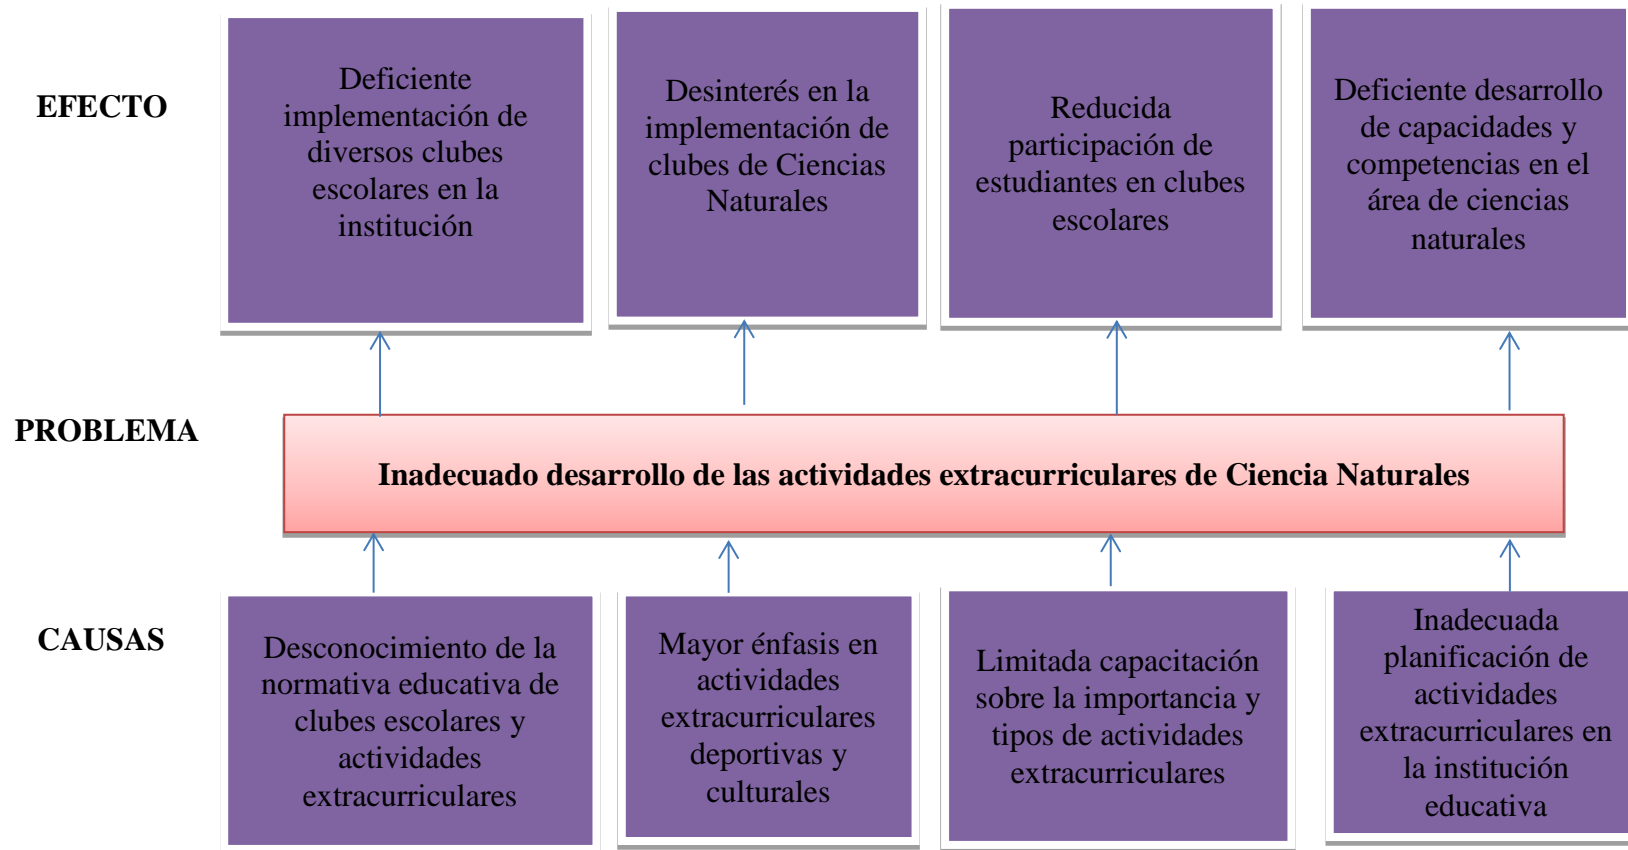 EFECTO
Deficiente
implementación de
diversos clubes
escolares en la
institución
Desinterés en la
implementación de
clubes de Ciencias
Naturales
Reducida
participación de
estudiantes en clubes
escolares
Deficiente desarrollo
de capacidades y
competencias en el
área de ciencias
naturales
PROBLEMA
Inadecuado desarrollo de las actividades extracurriculares de Ciencia Naturales
CAUSAS
Desconocimiento de la
normativa educativa de
clubes escolares y
actividades
extracurriculares
Mayor énfasis en
actividades
extracurriculares
deportivas y
culturales
Limitada capacitación
sobre la importancia y
tipos de actividades
extracurriculares
Inadecuada
planificación de
actividades
extracurriculares en
la institución
educativa